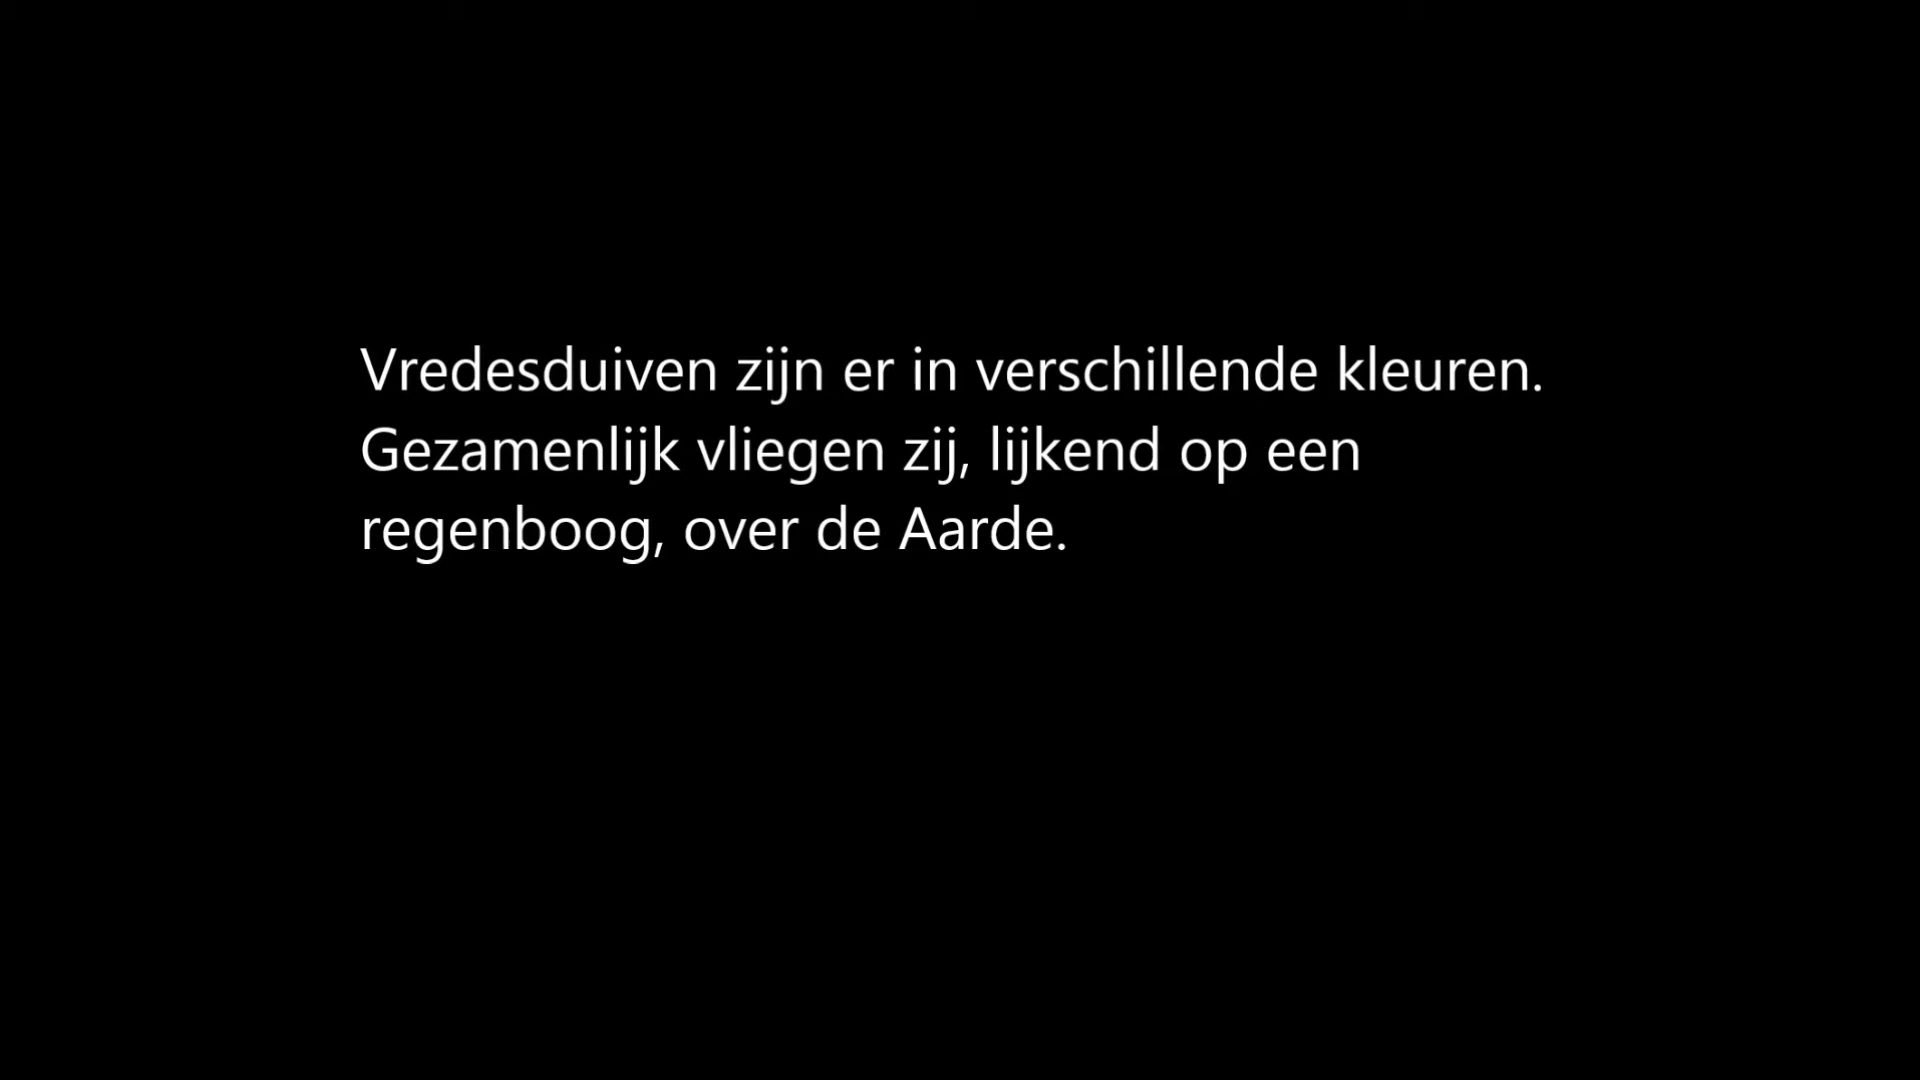 Vredesduiven zijn er in verschillende kleuren.
Gezamenlijk vliegen zij, lijkend op een
regenboog, over de Aarde.